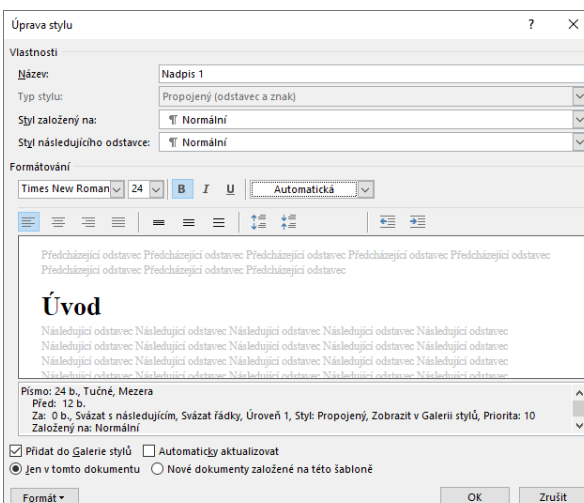 Úprava stylu ? ×
Vlastnosti
Název: Nadpis 1
Typ stylu: Propojený (odstavec a znak)
Styl založený na: ¶ Normální
Styl následujícího odstavce: ¶ Normální
Formátování
Times New Roman 24 B I U Automatická
Předcházející odstavec Předcházející odstavec Předcházející odstavec Předcházející odstavec Předcházející odstavec
Předcházející odstavec Předcházející odstavec Předcházející odstavec
Úvod
Následující odstavec Následující odstavec Následující odstavec Následující odstavec Následující odstavec
Následující odstavec Následující odstavec Následující odstavec Následující odstavec Následující odstavec
Následující odstavec Následující odstavec Následující odstavec Následující odstavec Následující odstavec
Následující odstavec Následující odstavec Následující odstavec Následující odstavec Následující odstavec
Písmo: 24 b., Tučné, Mezera
Před: 12 b.
Za: 0 b., Svázat s následujícím, Svázat řádky, Úroveň 1, Styl: Propojený, Zobrazit v Galerii stylů, Priorita: 10
Založený na: Normální
Přidat do Galerie stylů Automaticky aktualizovat
Jen v tomto dokumentu Nové dokumenty založené na této šabloně
Formát OK Zrušit